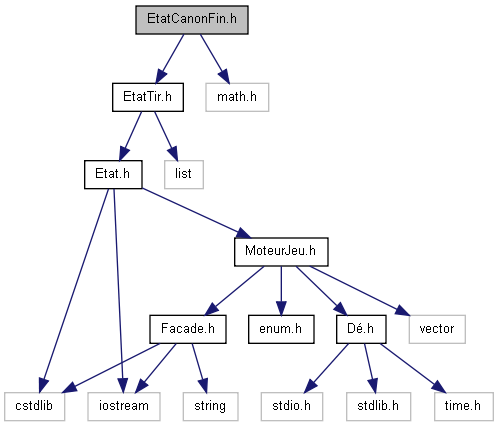 EtatCanonFin.h
EtatTir.h
math.h
Etat.h
list
MoteurJeu.h
Facade.h
enum.h
Dé.h
vector
cstdlib
iostream
string
stdio.h
stdlib.h
time.h